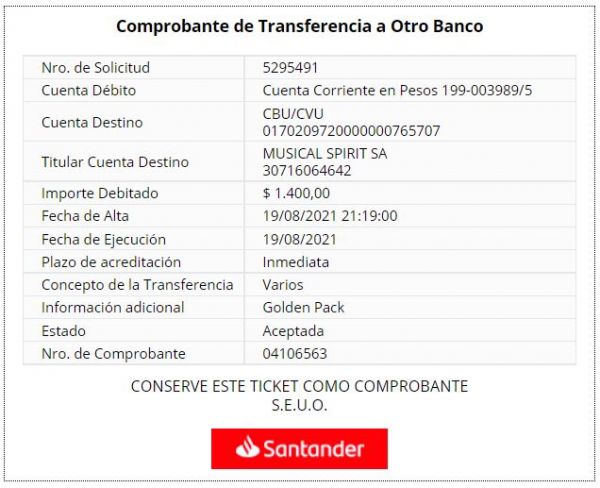 Comprobante de Transferencia a Otro Banco
Nro. de Solicitud 5295491
Cuenta Débito Cuenta Corriente en Pesos 199-003989/5
Cuenta Destino CBU/CVU
0170209720000000765707
Titular Cuenta Destino MUSICAL SPIRIT SA
30716064642
Importe Debitado $ 1.400,00
Fecha de Alta 19/08/2021 21:19:00
Fecha de Ejecución 19/08/2021
Plazo de acreditación Inmediata
Concepto de la Transferencia Varios
Información adicional Golden Pack
Estado Aceptada
Nro. de Comprobante 04106563
CONSERVE ESTE TICKET COMO COMPROBANTE
S.E.U.O.
Santander